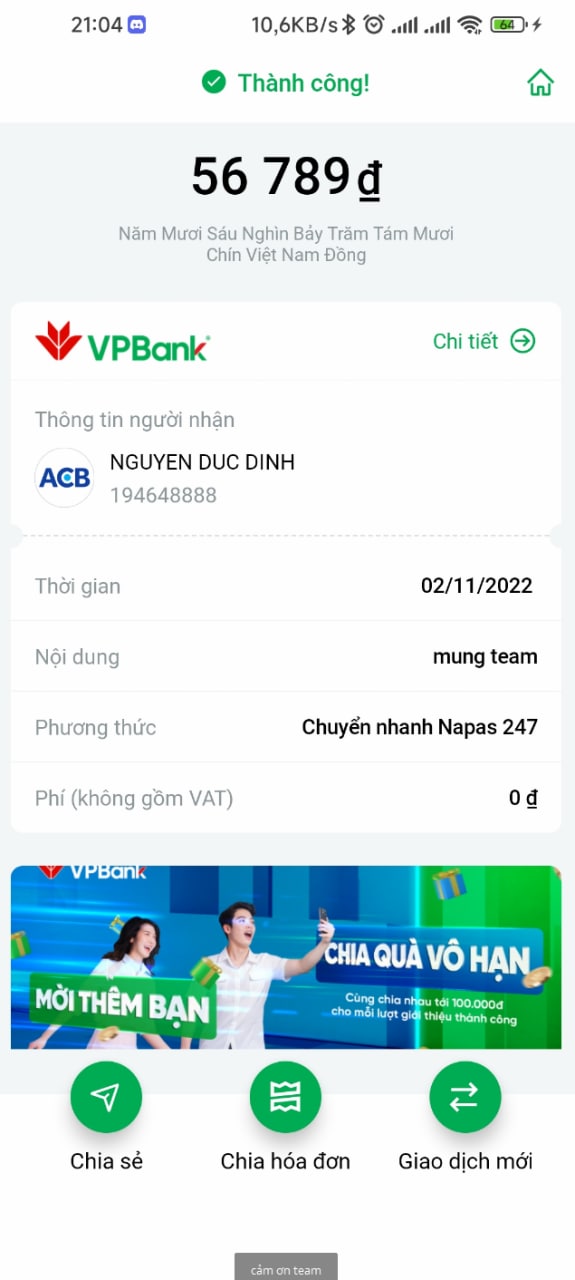 21:04 10,6KB/s 64
Thành công!
56 789 ₫
Năm Mươi Sáu Nghìn Bảy Trăm Tám Mươi
Chín Việt Nam Đồng
VPBank Chi tiết
Thông tin người nhận
ACB NGUYEN DUC DINH
194648888
Thời gian 02/11/2022
Nội dung mung team
Phương thức Chuyển nhanh Napas 247
Phí (không gồm VAT) 0 ₫
VPBank
MỜI THÊM BẠN
CHIA QUÀ VÔ HẠN
Cùng chia nhau tới 100.000đ
cho mỗi lượt giới thiệu thành công
Chia sẻ Chia hóa đơn Giao dịch mới
cảm ơn team